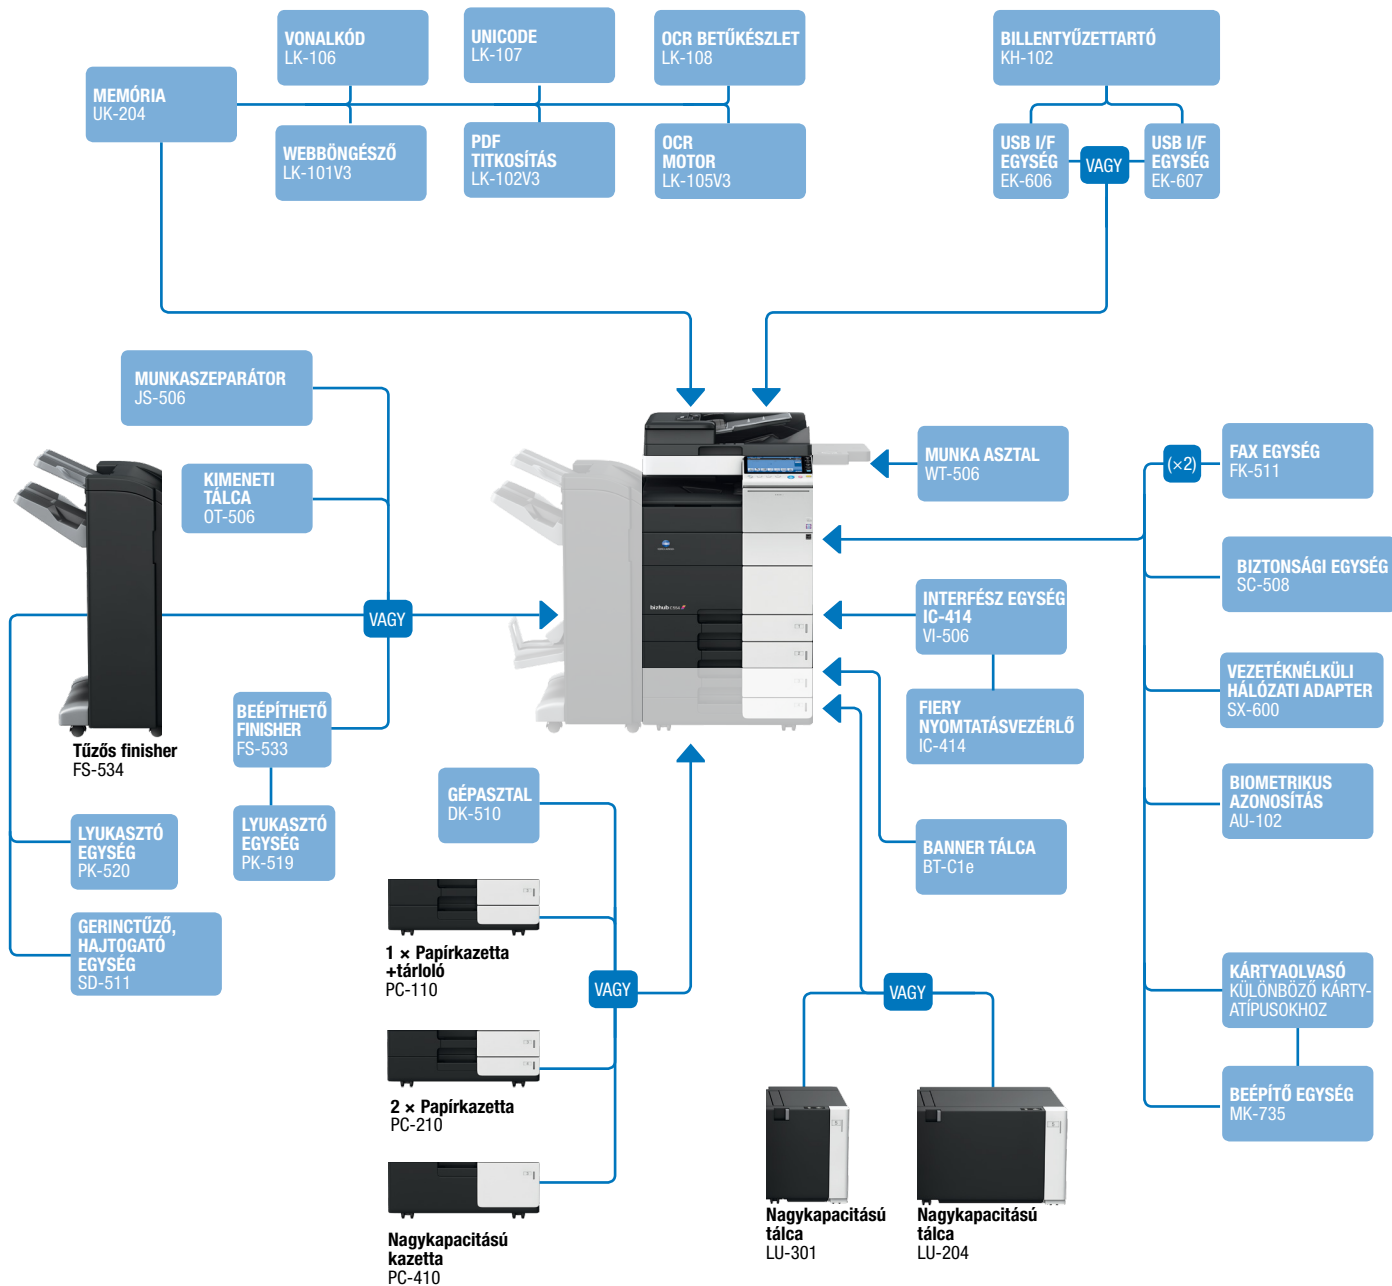 VONALKÓD
LK-106
UNICODE
LK-107
OCR BETŰKÉSZLET
LK-108
BILLENTYŰZETTARTÓ
KH-102
MEMÓRIA
UK-204
WEBBÖNGÉSZŐ
LK-101V3
PDF
TITKOSÍTÁS
LK-102V3
OCR
MOTOR
LK-105V3
USB I/F
EGYSÉG
EK-606
VAGY
USB I/F
EGYSÉG
EK-607
MUNKASZEPARÁTOR
JS-506
KIMENETI
TÁLCA
OT-506
MUNKA ASZTAL
WT-506
(×2)
FAX EGYSÉG
FK-511
BIZTONSÁGI EGYSÉG
SC-508
VAGY
bizhub
INTERFÉSZ EGYSÉG
IC-414
VI-506
VEZETÉKNÉLKÜLI
HÁLÓZATI ADAPTER
SX-600
FIERY
NYOMTATÁSVEZÉRLŐ
IC-414
BEÉPÍTHETŐ
FINISHER
FS-533
Tűzős finisher
FS-534
GÉPASZTAL
DK-510
BIOMETRIKUS
AZONOSÍTÁS
AU-102
LYUKASZTÓ
EGYSÉG
PK-520
LYUKASZTÓ
EGYSÉG
PK-519
BANNER TÁLCA
BT-C1e
GERINCTŰZŐ,
HAJTOGATÓ
EGYSÉG
SD-511
1 × Papírkazetta
+tárloló
PC-110
VAGY
VAGY
KÁRTYAOLVASÓ
KÜLÖNBÖZŐ KÁRTY-
ATÍPUSOKHOZ
2 × Papírkazetta
PC-210
BEÉPÍTŐ EGYSÉG
MK-735
Nagykapacitású
kazetta
PC-410
Nagykapacitású
tálca
LU-301
Nagykapacitású
tálca
LU-204